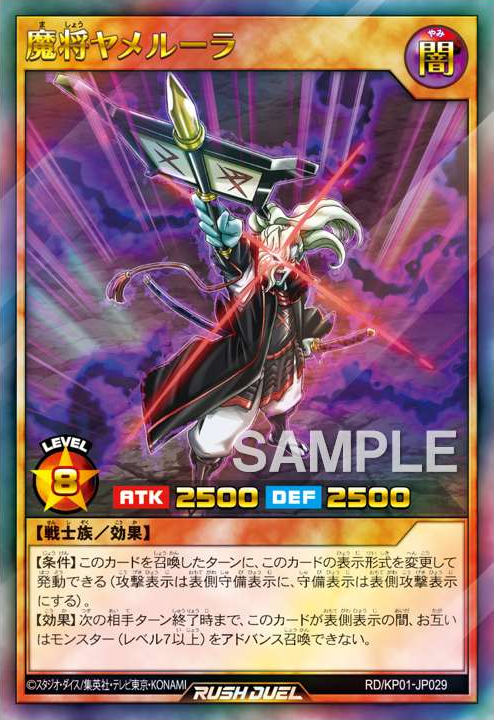 魔将ヤメルーラ
ま しょう
やみ
闇
SAMPLE
LEVEL
8
ATK 2500 DEF 2500
【戦士族／効果】
【条件】このカードを召喚したターンに、このカードの表示形式を変更して
発動できる（攻撃表示は表側守備表示に、守備表示は表側攻撃表示
にする）。
【効果】次の相手ターン終了時まで、このカードが表側表示の間、お互い
はモンスター（レベル7以上）をアドバンス召喚できない。
©スタジオ・ダイス/集英社・テレビ東京・KONAMI
RUSH DUEL
RD/KP01-JP029